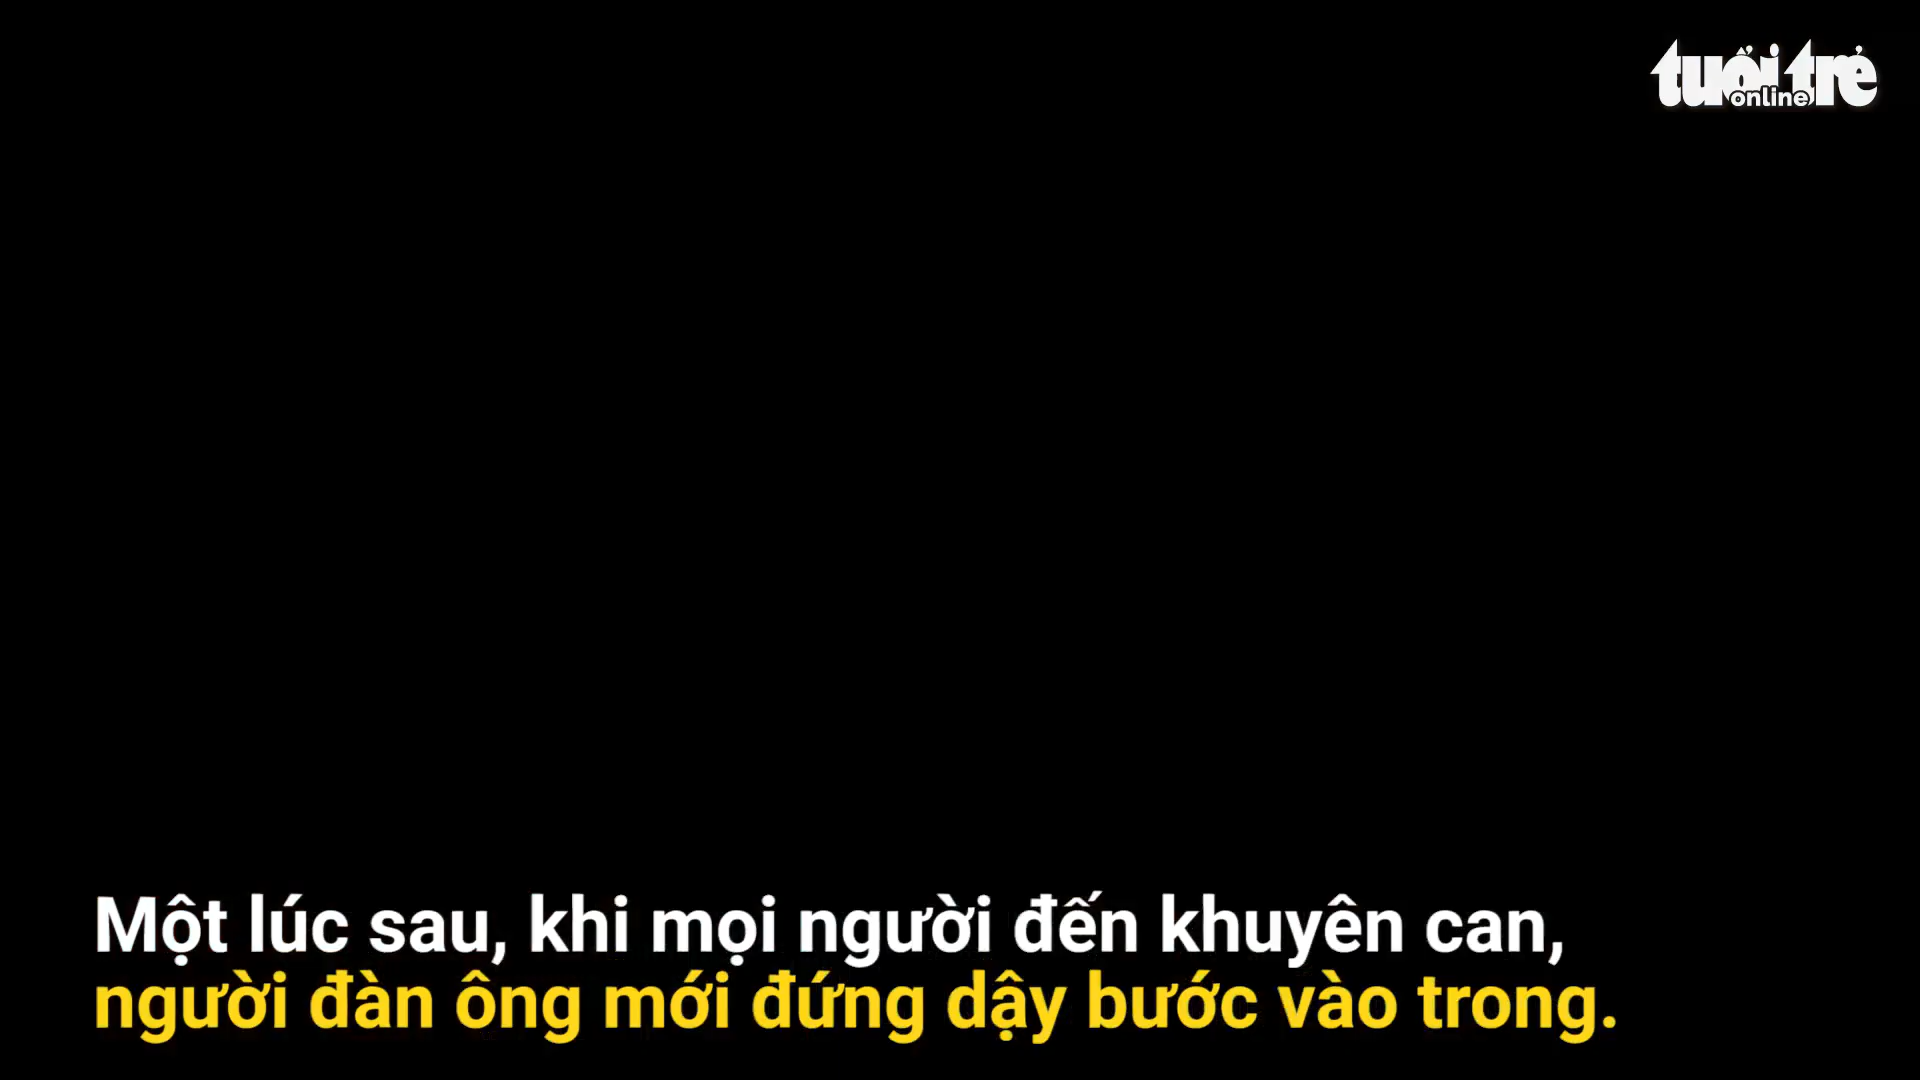 tuổi trẻ
online
Một lúc sau, khi mọi người đến khuyên can,
người đàn ông mới đứng dậy bước vào trong.